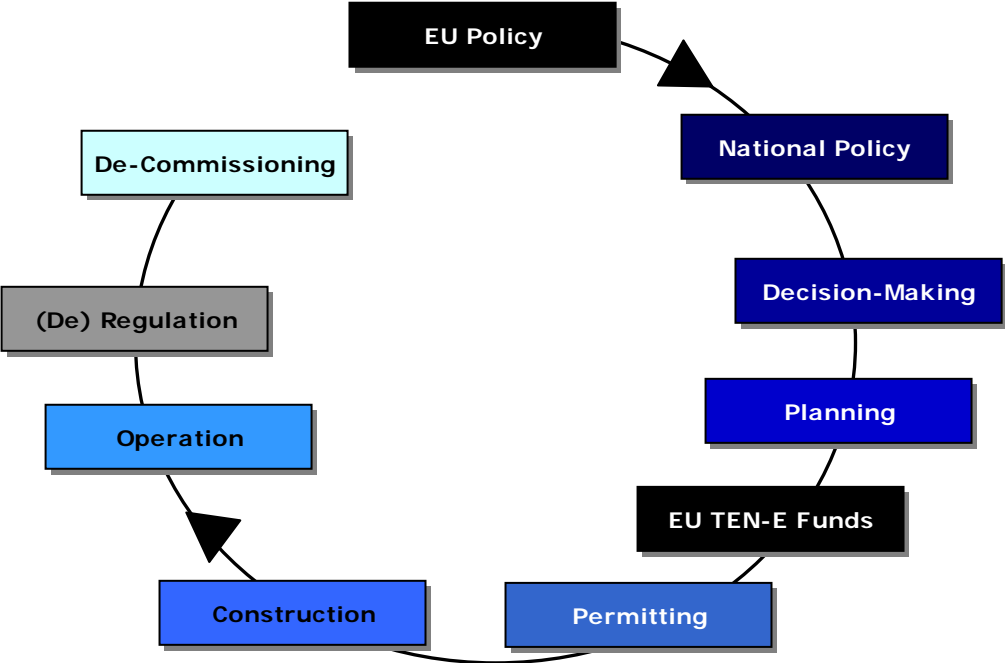 EU Policy
National Policy
Decision-Making
Planning
EU TEN-E Funds
Permitting
Construction
Operation
(De) Regulation
De-Commissioning